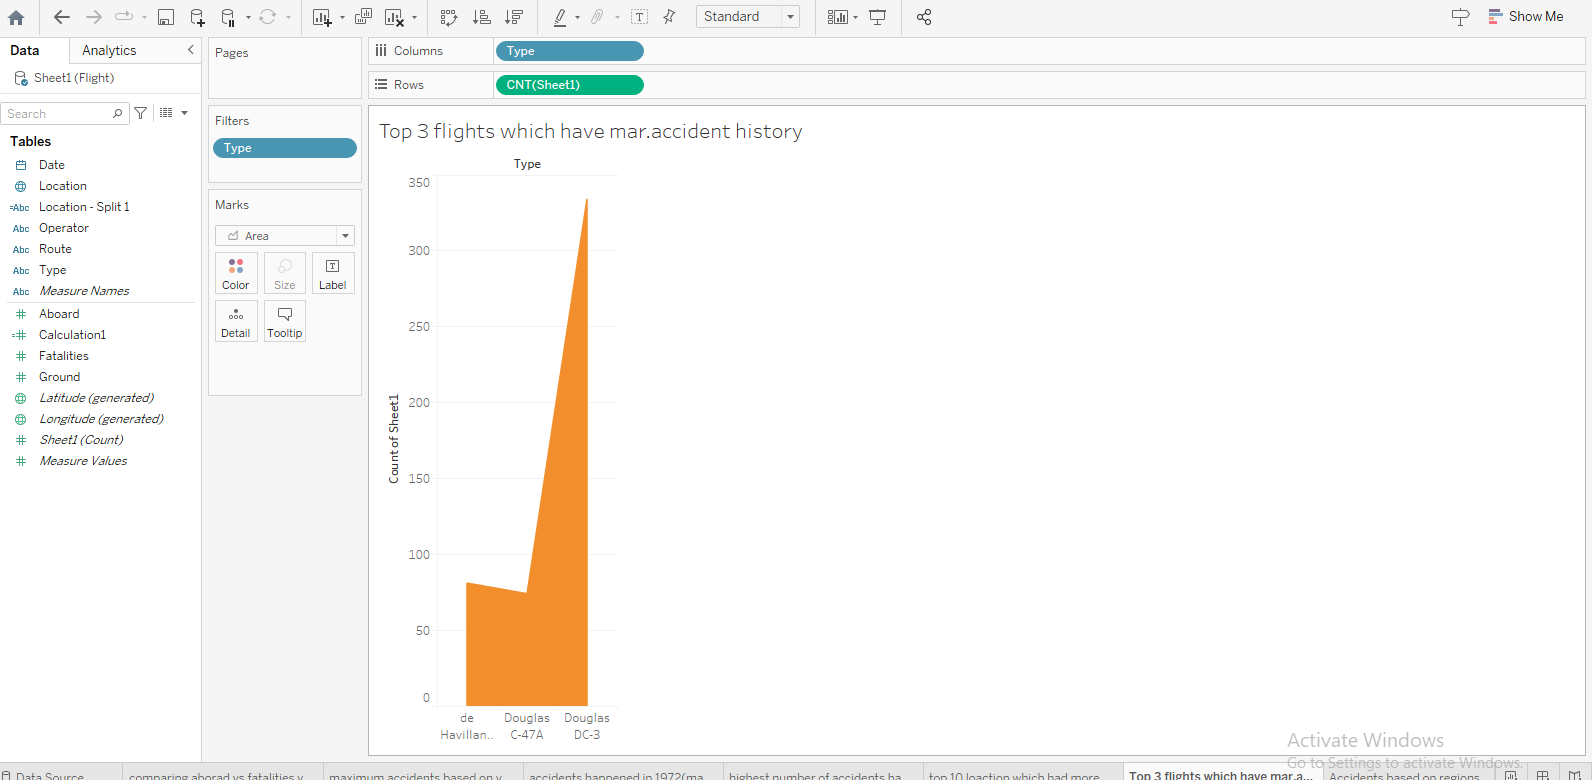 Standard
Show Me
Data
Analytics
Sheet1 (Flight)
Search
Tables
Date
Location
=Abc Location - Split 1
Abc Operator
Abc Route
Abc Type
Abc Measure Names
Aboard
Calculation1
Fatalities
Ground
Latitude (generated)
Longitude (generated)
Sheet1 (Count)
Measure Values
Pages
Filters
Type
Marks
Area
Color
Size
Label
Detail
Tooltip
Columns
Type
Rows
CNT(Sheet1)
Top 3 flights which have mar.accident history
Type
350
300
250
200
150
100
50
0
Count of Sheet1
de Havillan..
Douglas C-47A
Douglas DC-3
Activate Windows
Go to Settings to activate Windows.
Data Source
comparing aborad vs fatalities y
maximum accidents based on y
accidents happened in 1972(ma
highest number of accidents ha
top 10 loaction which had more
Top 3 flights which have mar.a...
Accidents based on regions